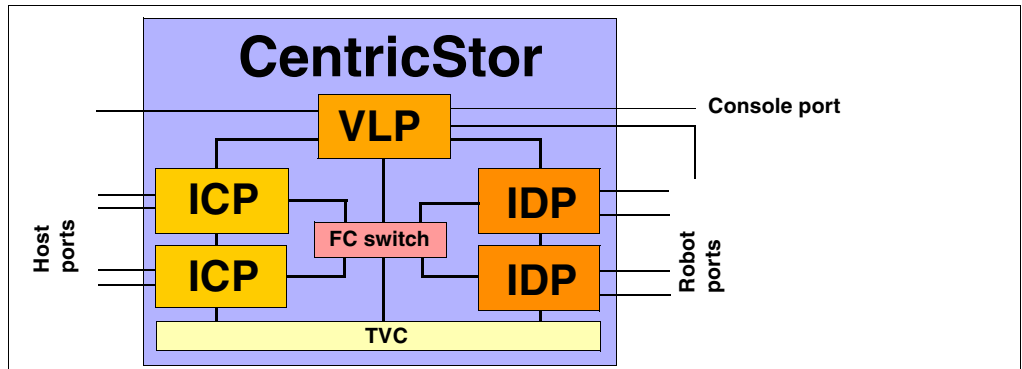 CentricStor
VLP
Console port
ICP
IDP
Host
ports
FC switch
Robot
ports
ICP
IDP
TVC